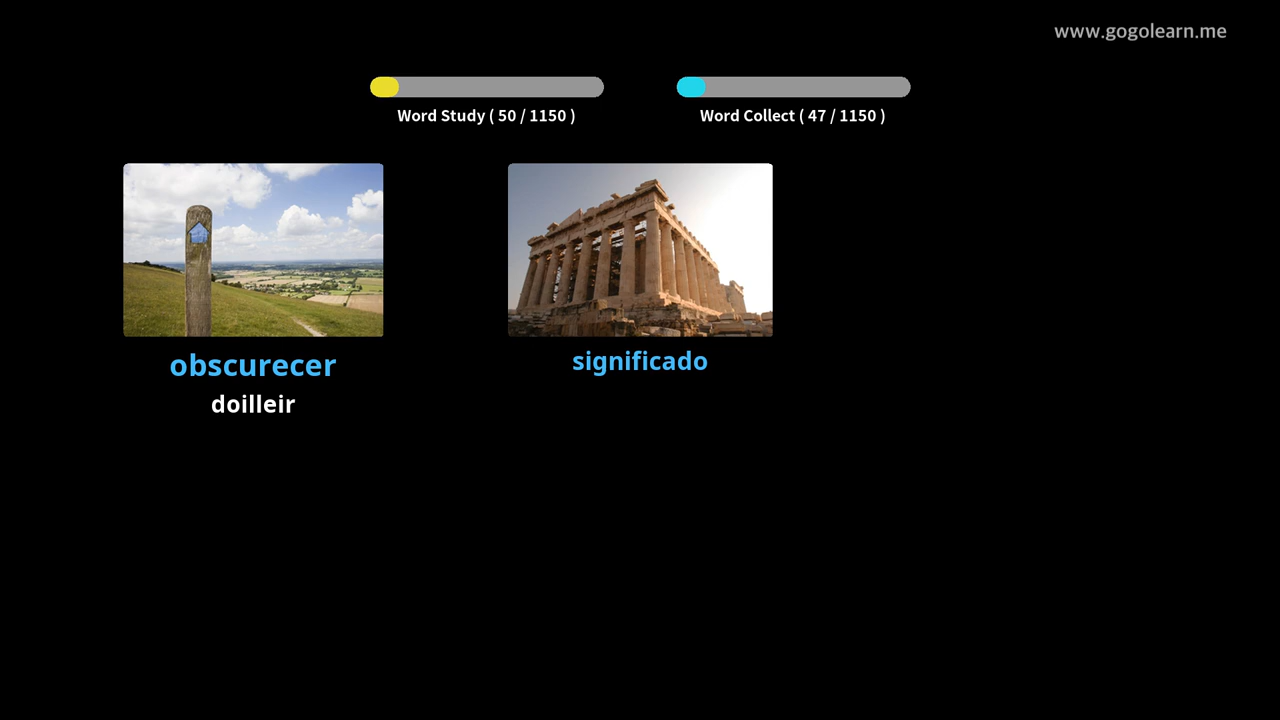 www.gogolearn.me
Word Study ( 50 / 1150 )
Word Collect ( 47 / 1150 )
obscurecer
doilleir
significado